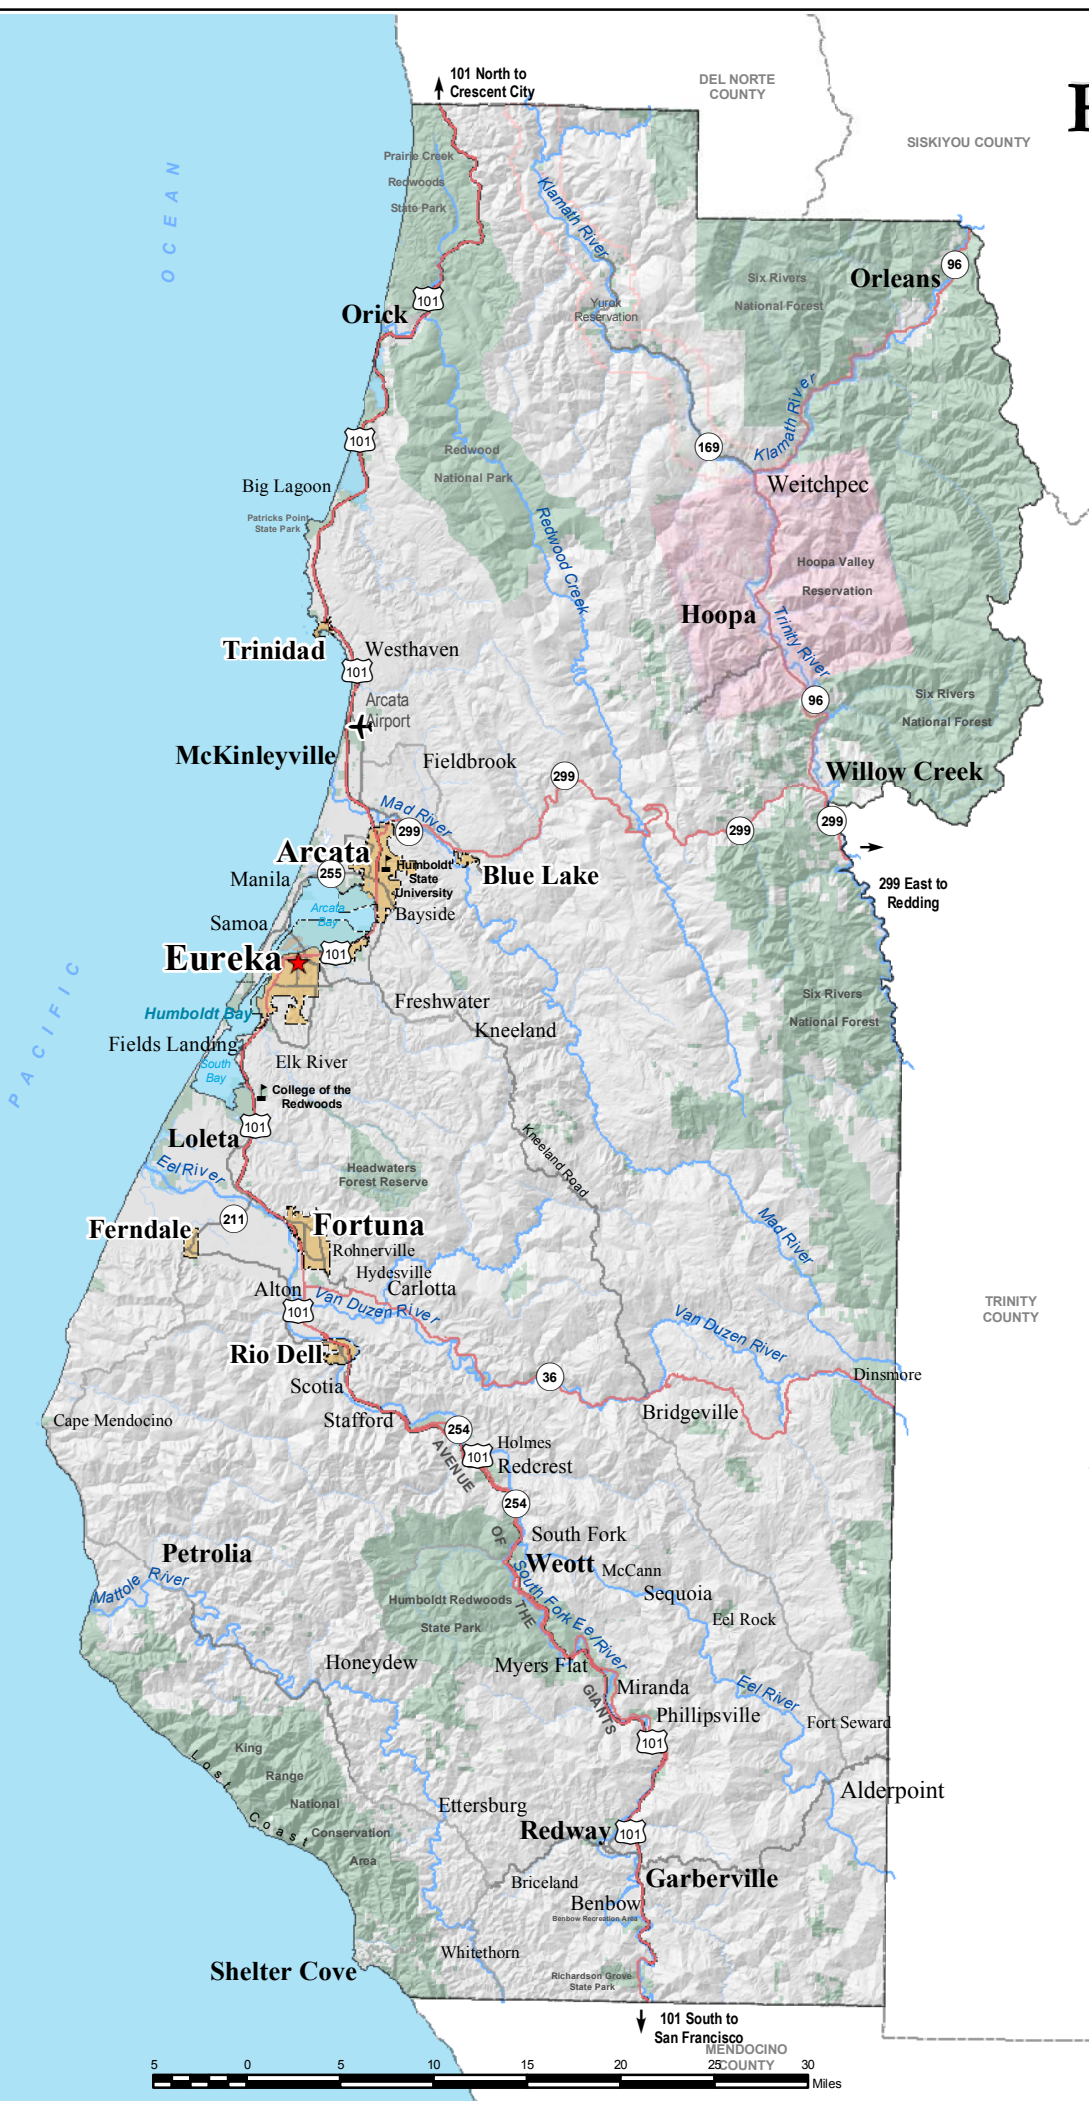 101 North to
Crescent City
DEL NORTE
COUNTY
SISKIYOU COUNTY
OCEAN
Prairie Creek
Redwoods
State Park
Klamath River
96
Orleans
Six Rivers
National Forest
101
Orick
Yurok
Reservation
Klamath River
101
169
Redwood
National Park
Weitchpec
Big Lagoon
Patricks Point
State Park
Redwood Creek
Hoopa Valley
Reservation
Hoopa
Trinity River
Trinidad
Westhaven
101
Arcata
Airport
96
Six Rivers
National Forest
McKinleyville
Fieldbrook
299
Willow Creek
Mad River
299
299
299
Arcata
Humboldt
State
University
Blue Lake
299 East to
Redding
Manila
255
Arcata
Bay
Bayside
Samoa
Eureka
101
PACIFIC
Six Rivers
National Forest
Freshwater
Humboldt Bay
Kneeland
Fields Landing
South
Bay
Elk River
College of the
Redwoods
101
Loleta
Kneeland Road
Eel River
Headwaters
Forest Reserve
211
Ferndale
Fortuna
Mad River
Rohnerville
Hydesville
Carlotta
Alton
101
Van Duzen River
Van Duzen River
TRINITY
COUNTY
Rio Dell
36
Dinsmore
Scotia
Stafford
Bridgeville
Cape Mendocino
254
Holmes
101
Redcrest
AVENUE
254
OF
South Fork
Petrolia
Weott
McCann
Mattole River
South Fork Eel River
Sequoia
Humboldt Redwoods
State Park
THE
Eel Rock
Honeydew
Myers Flat
Miranda
Eel River
GIANTS
Phillipsville
Fort Seward
101
King
Range
National
Conservation
Area
Lost Coast
Alderpoint
Ettersburg
Redway
101
Garberville
Briceland
Benbow
Benbow Recreation Area
Whitethorn
Shelter Cove
Richardson Grove
State Park
101 South to
San Francisco
MENDOCINO
COUNTY
5 0 5 10 15 20 25 30
Miles